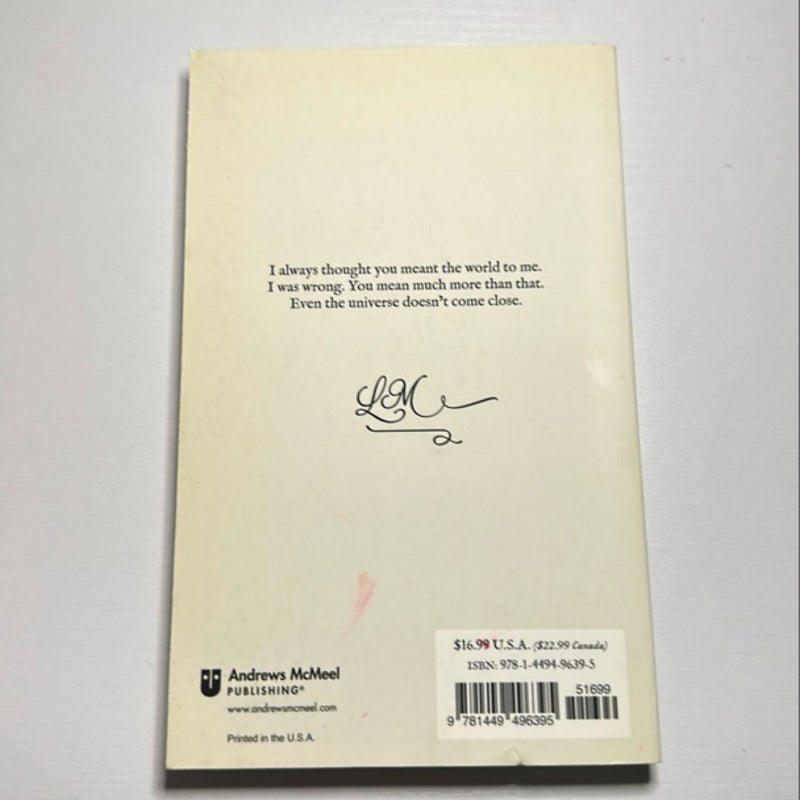 I always thought you meant the world to me.
I was wrong. You mean much more than that.
Even the universe doesn't come close.
LM
$16.99 U.S.A. ($22.99 Canada)
ISBN: 978-1-4494-9639-5
51699
9 781449 496395
Andrews McMeel
PUBLISHING®
www.andrewsmcmeel.com
Printed in the U.S.A.